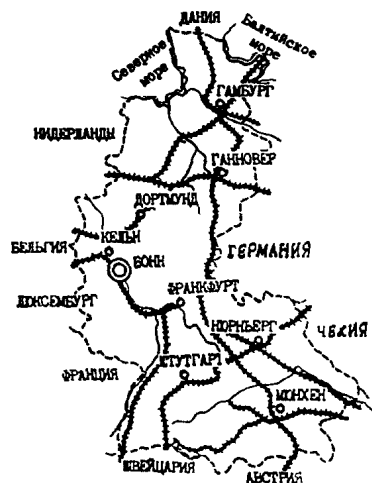 ДАНИЯ
Балтийское
море
Северное
море
ГАМБУРГ
НИДЕРЛАНДЫ
ГАННОВЕР
ДОРТМУНД
КЕЛЬН
БЕЛЬГИЯ
БОНН
ГЕРМАНИЯ
ЛЮКСЕМБУРГ
ФРАНКФУРТ
НЮРНБЕРГ
ЧЕХИЯ
ШТУТГАРТ
ФРАНЦИЯ
МЮНХЕН
ШВЕЙЦАРИЯ
АВСТРИЯ